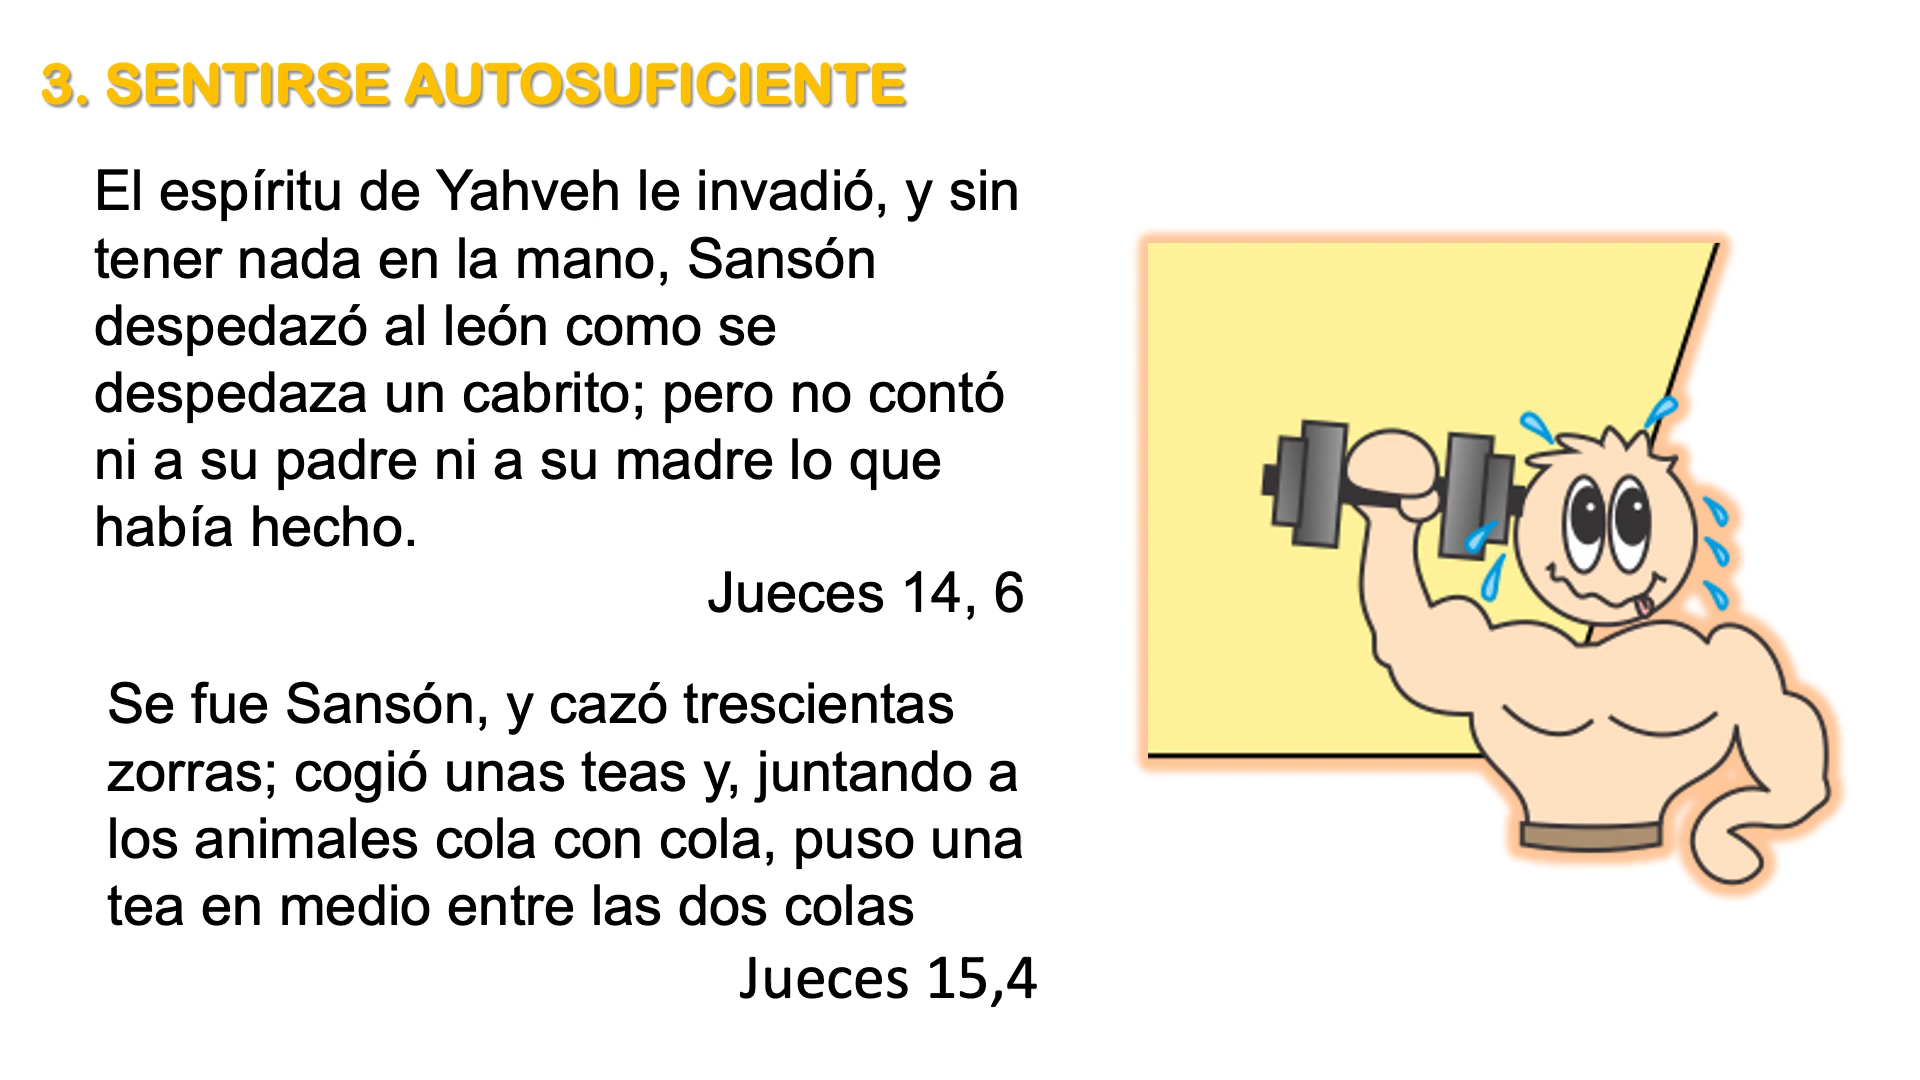 3. SENTIRSE AUTOSUFICIENTE
El espíritu de Yahveh le invadió, y sin
tener nada en la mano, Sansón
despedazó al león como se
despedaza un cabrito; pero no contó
ni a su padre ni a su madre lo que
había hecho.
Jueces 14, 6
Se fue Sansón, y cazó trescientas
zorras; cogió unas teas y, juntando a
los animales cola con cola, puso una
tea en medio entre las dos colas
Jueces 15,4